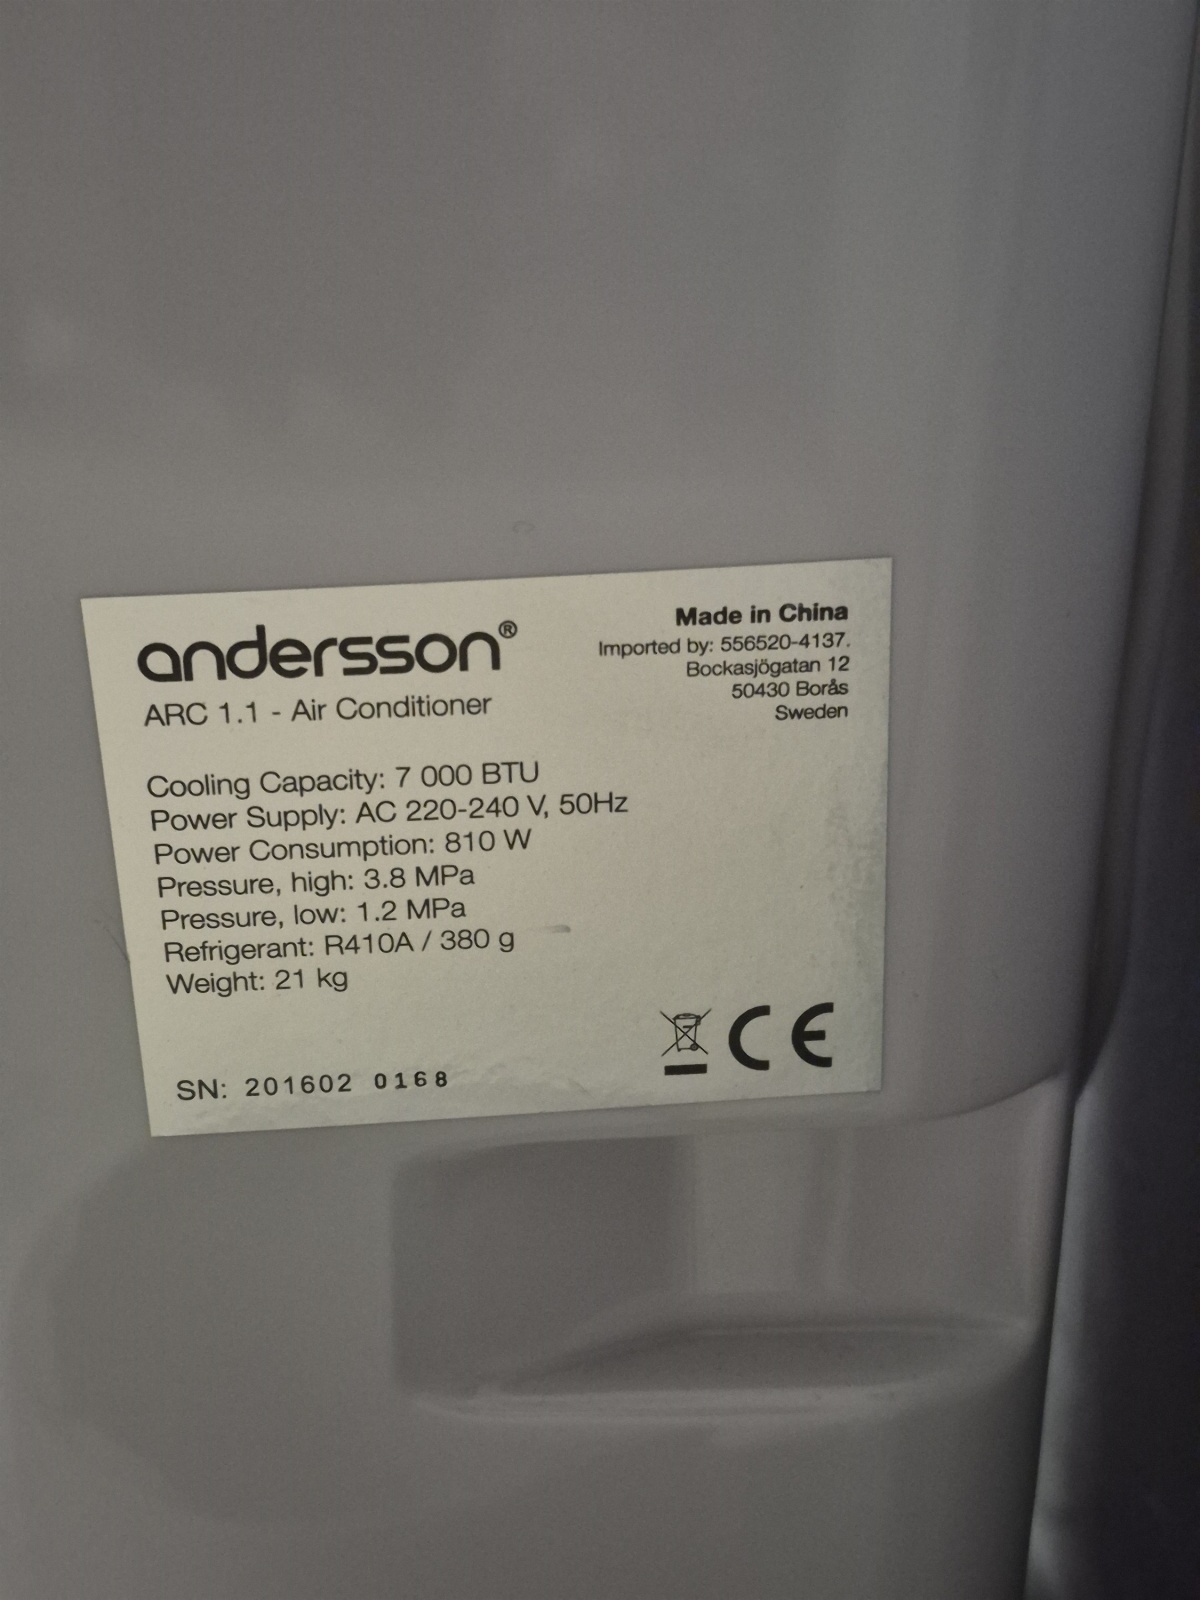 andersson®
ARC 1.1 - Air Conditioner
Made in China
Imported by: 556520-4137.
Bockasjögatan 12
50430 Borås
Sweden
Cooling Capacity: 7 000 BTU
Power Supply: AC 220-240 V, 50Hz
Power Consumption: 810 W
Pressure, high: 3.8 MPa
Pressure, low: 1.2 MPa
Refrigerant: R410A / 380 g
Weight: 21 kg
SN: 201602 0168
CE